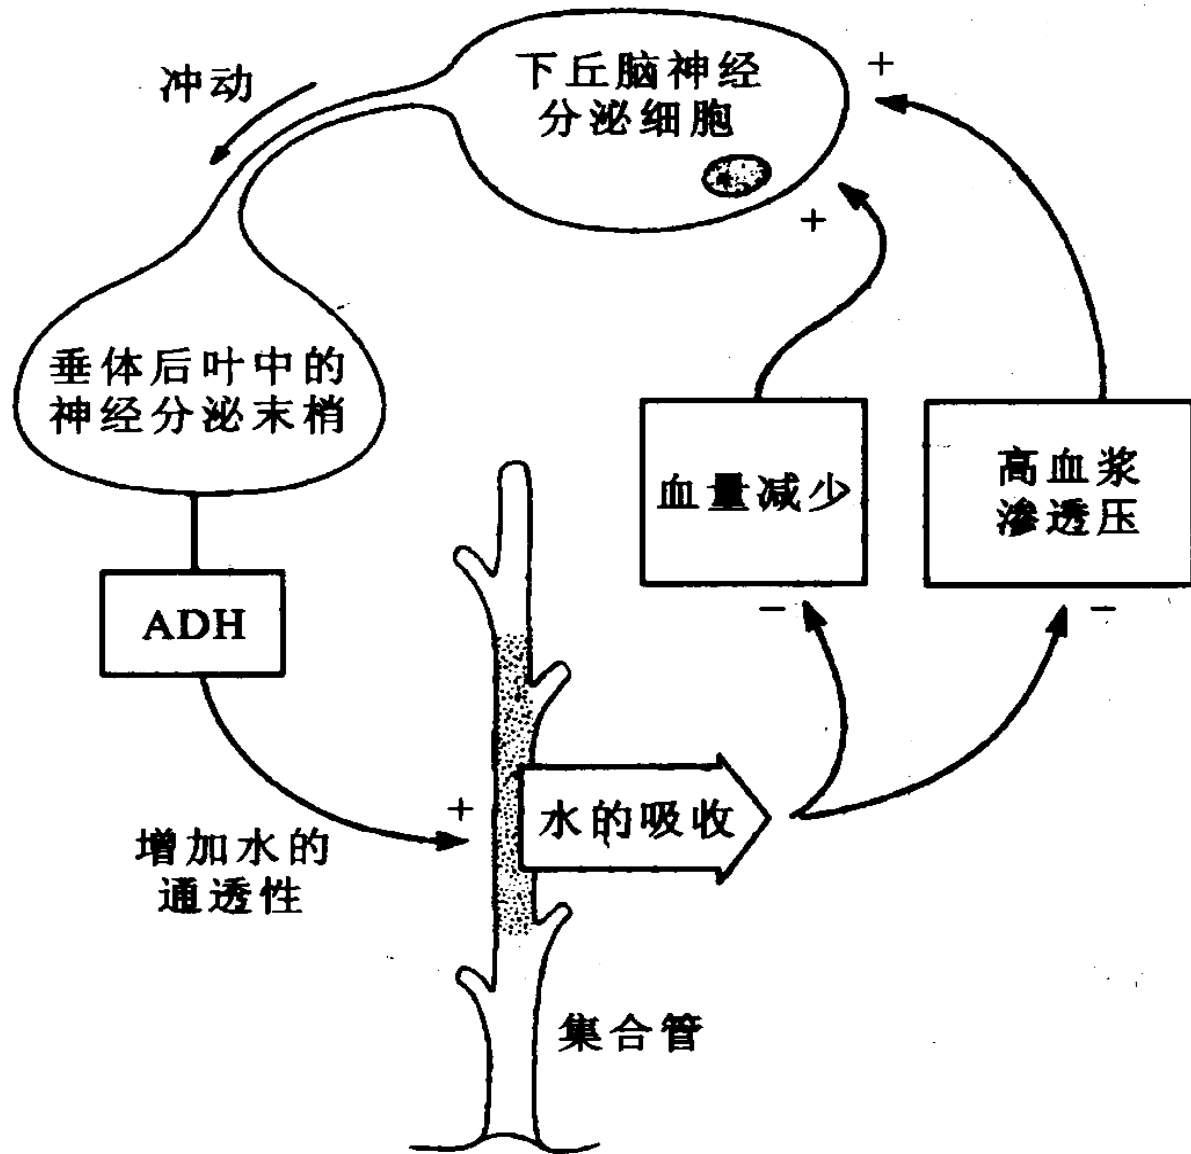 冲动
下丘脑神经
分泌细胞
+
+
垂体后叶中的
神经分泌末梢
血量减少
高血浆
渗透压
ADH
−
−
+
水的吸收
增加水的
通透性
集合管